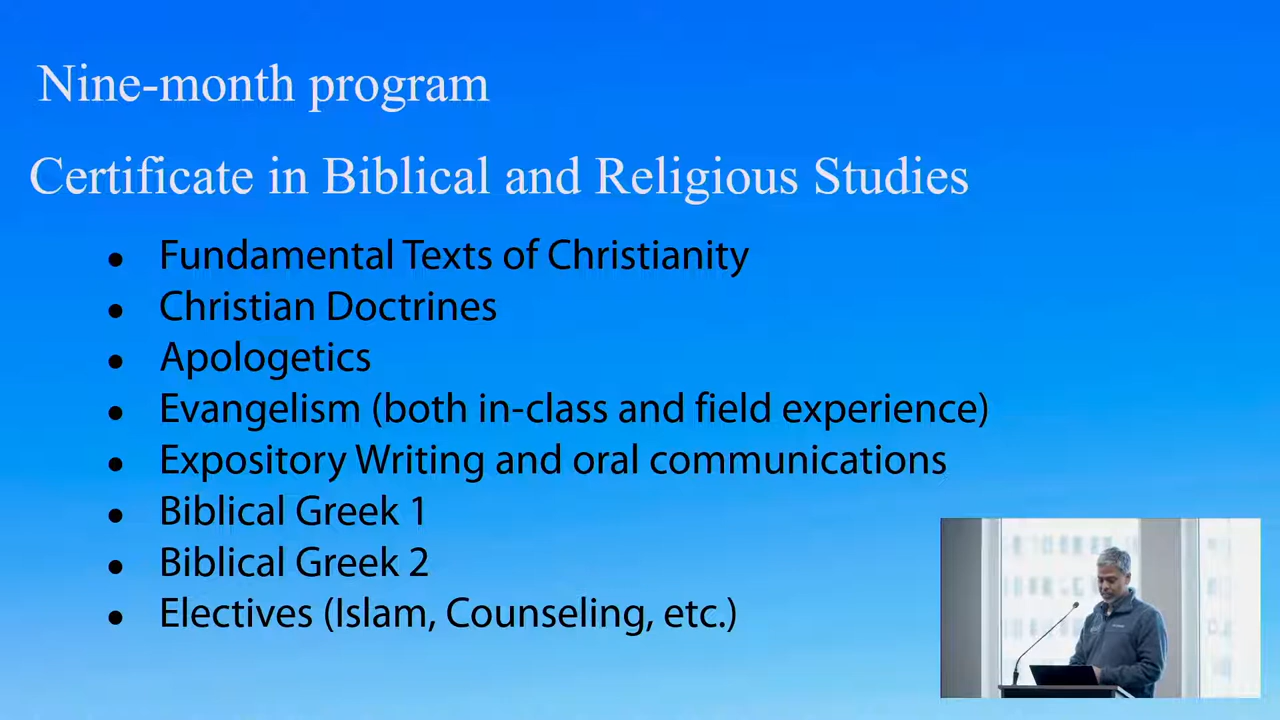 Nine-month program
Certificate in Biblical and Religious Studies
• Fundamental Texts of Christianity
• Christian Doctrines
• Apologetics
• Evangelism (both in-class and field experience)
• Expository Writing and oral communications
• Biblical Greek 1
• Biblical Greek 2
• Electives (Islam, Counseling, etc.)